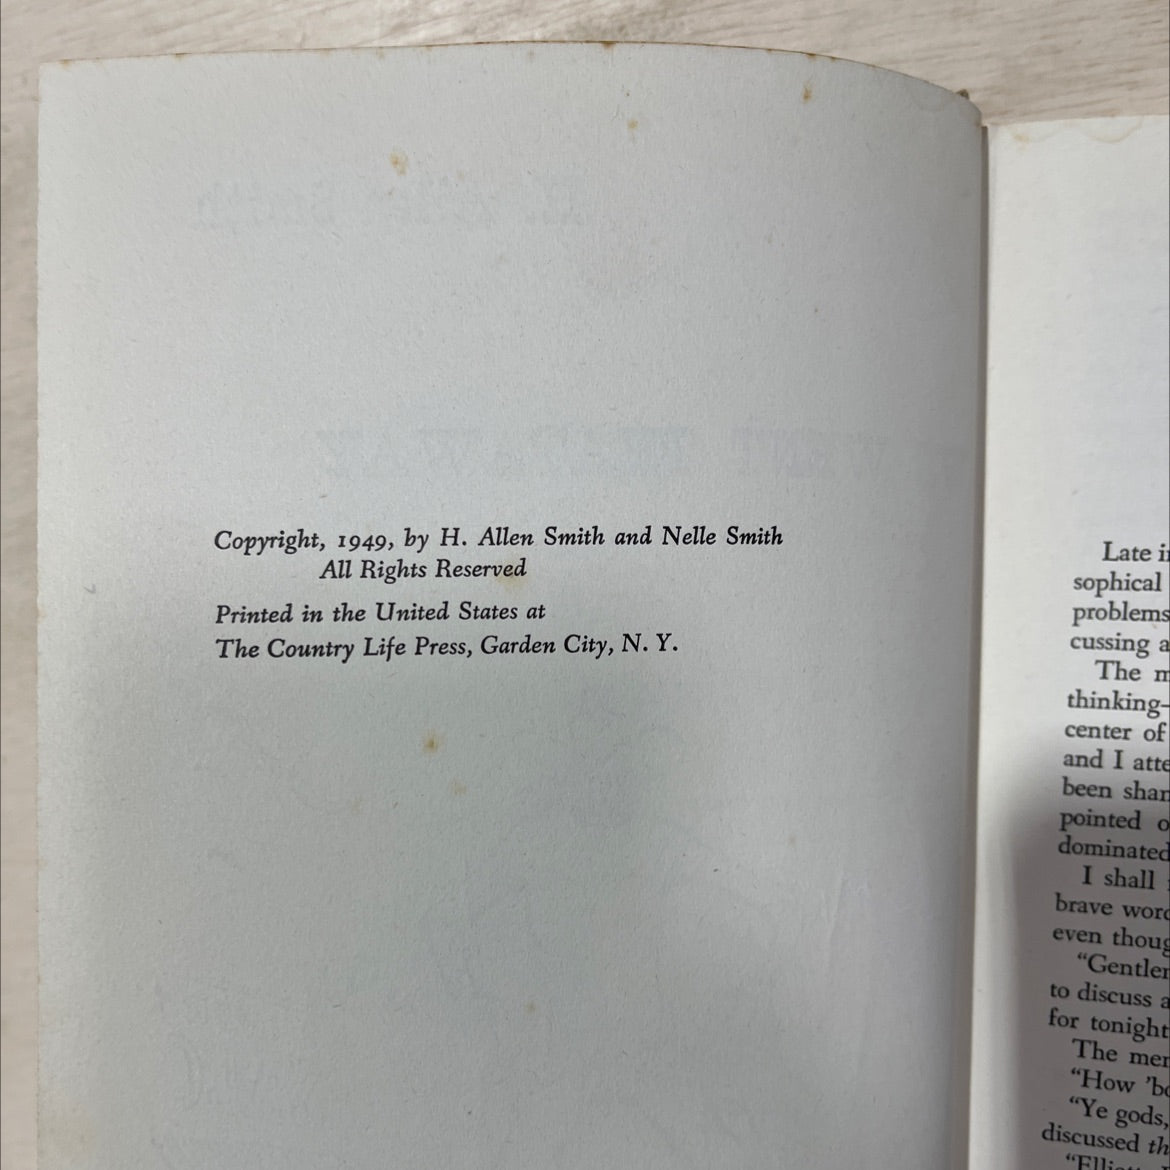 Copyright, 1949, by H. Allen Smith and Nelle Smith
All Rights Reserved
Printed in the United States at
The Country Life Press, Garden City, N. Y.
Late
sophical
problems
cussing a
The
thinking—
center of
and I
been
pointed
dominated
I shall
brave
even
to discuss a
for tonight
The
“How
“Ye gods,
discussed